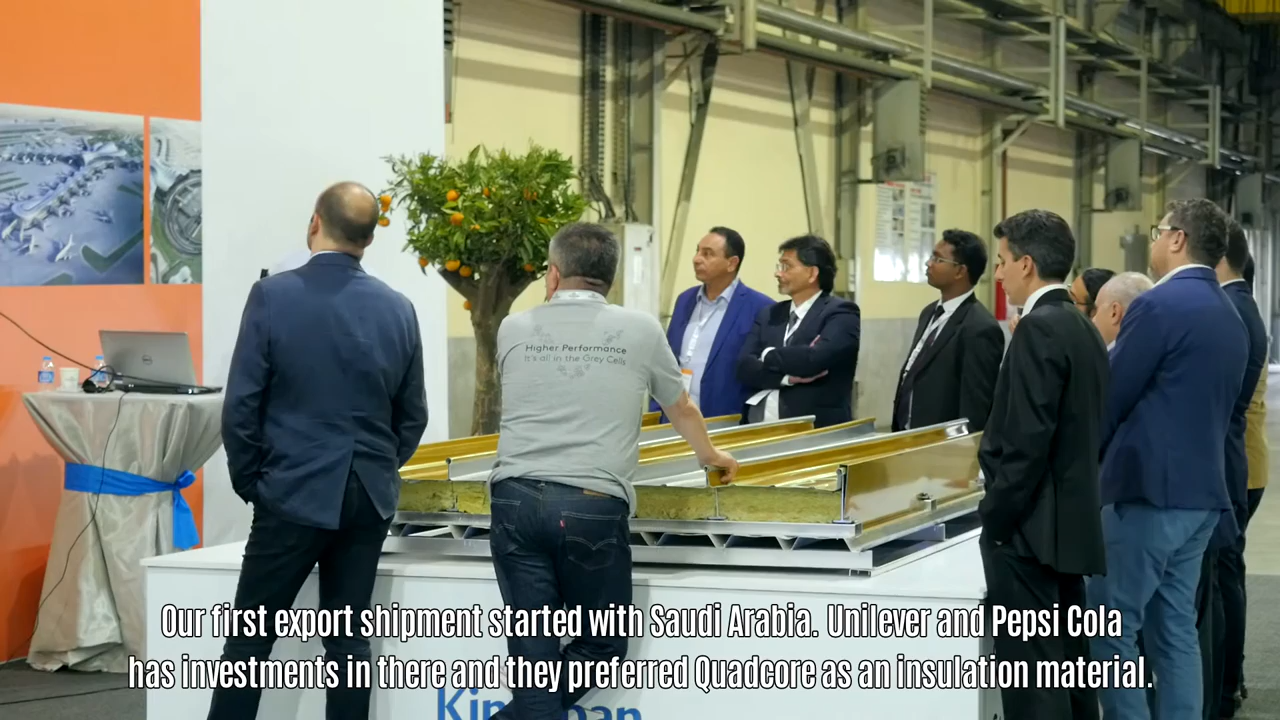 Higher Performance
It's all in the Grey Cells
Our first export shipment started with Saudi Arabia. Unilever and Pepsi Cola
has investments in there and they preferred Quadcore as an insulation material.